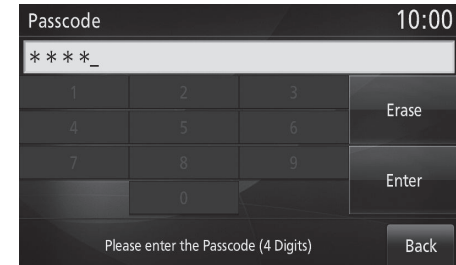 Passcode 10:00
* * * *_
1 2 3
Erase
4 5 6
7 8 9
Enter
0
Please enter the Passcode (4 Digits) Back